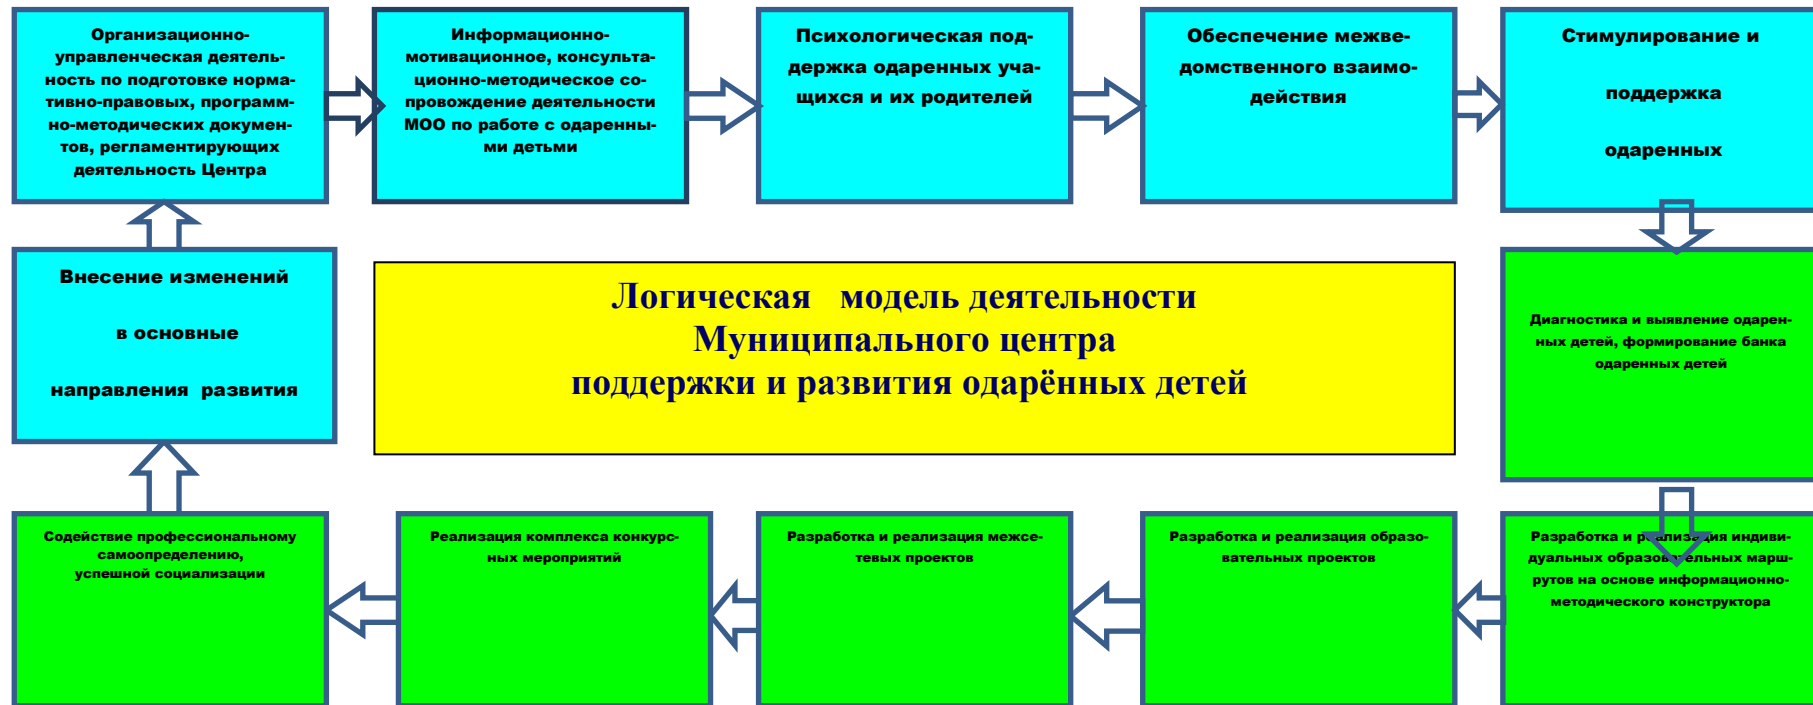 Организационно-
управленческая деятель-
ность по подготовке норма-
тивно-правовых, программ-
но-методических докумен-
тов, регламентирующих
деятельность Центра
Информационно-
мотивационное, консульта-
ционно-методическое со-
провождение деятельности
МОО по работе с одаренны-
ми детьми
Психологическая под-
держка одаренных уча-
щихся и их родителей
Обеспечение межве-
домственного взаимо-
действия
Стимулирование и
поддержка
одаренных
Внесение изменений
в основные
направления развития
Логическая модель деятельности
Муниципального центра
поддержки и развития одарённых детей
Диагностика и выявление одарен-
ных детей, формирование банка
одаренных детей
Содействие профессиональному
самоопределению,
успешной социализации
Реализация комплекса конкурс-
ных мероприятий
Разработка и реализация межсе-
тевых проектов
Разработка и реализация образо-
вательных проектов
Разработка и реализация индиви-
дуальных образовательных марш-
рутов на основе информационно-
методического конструктора